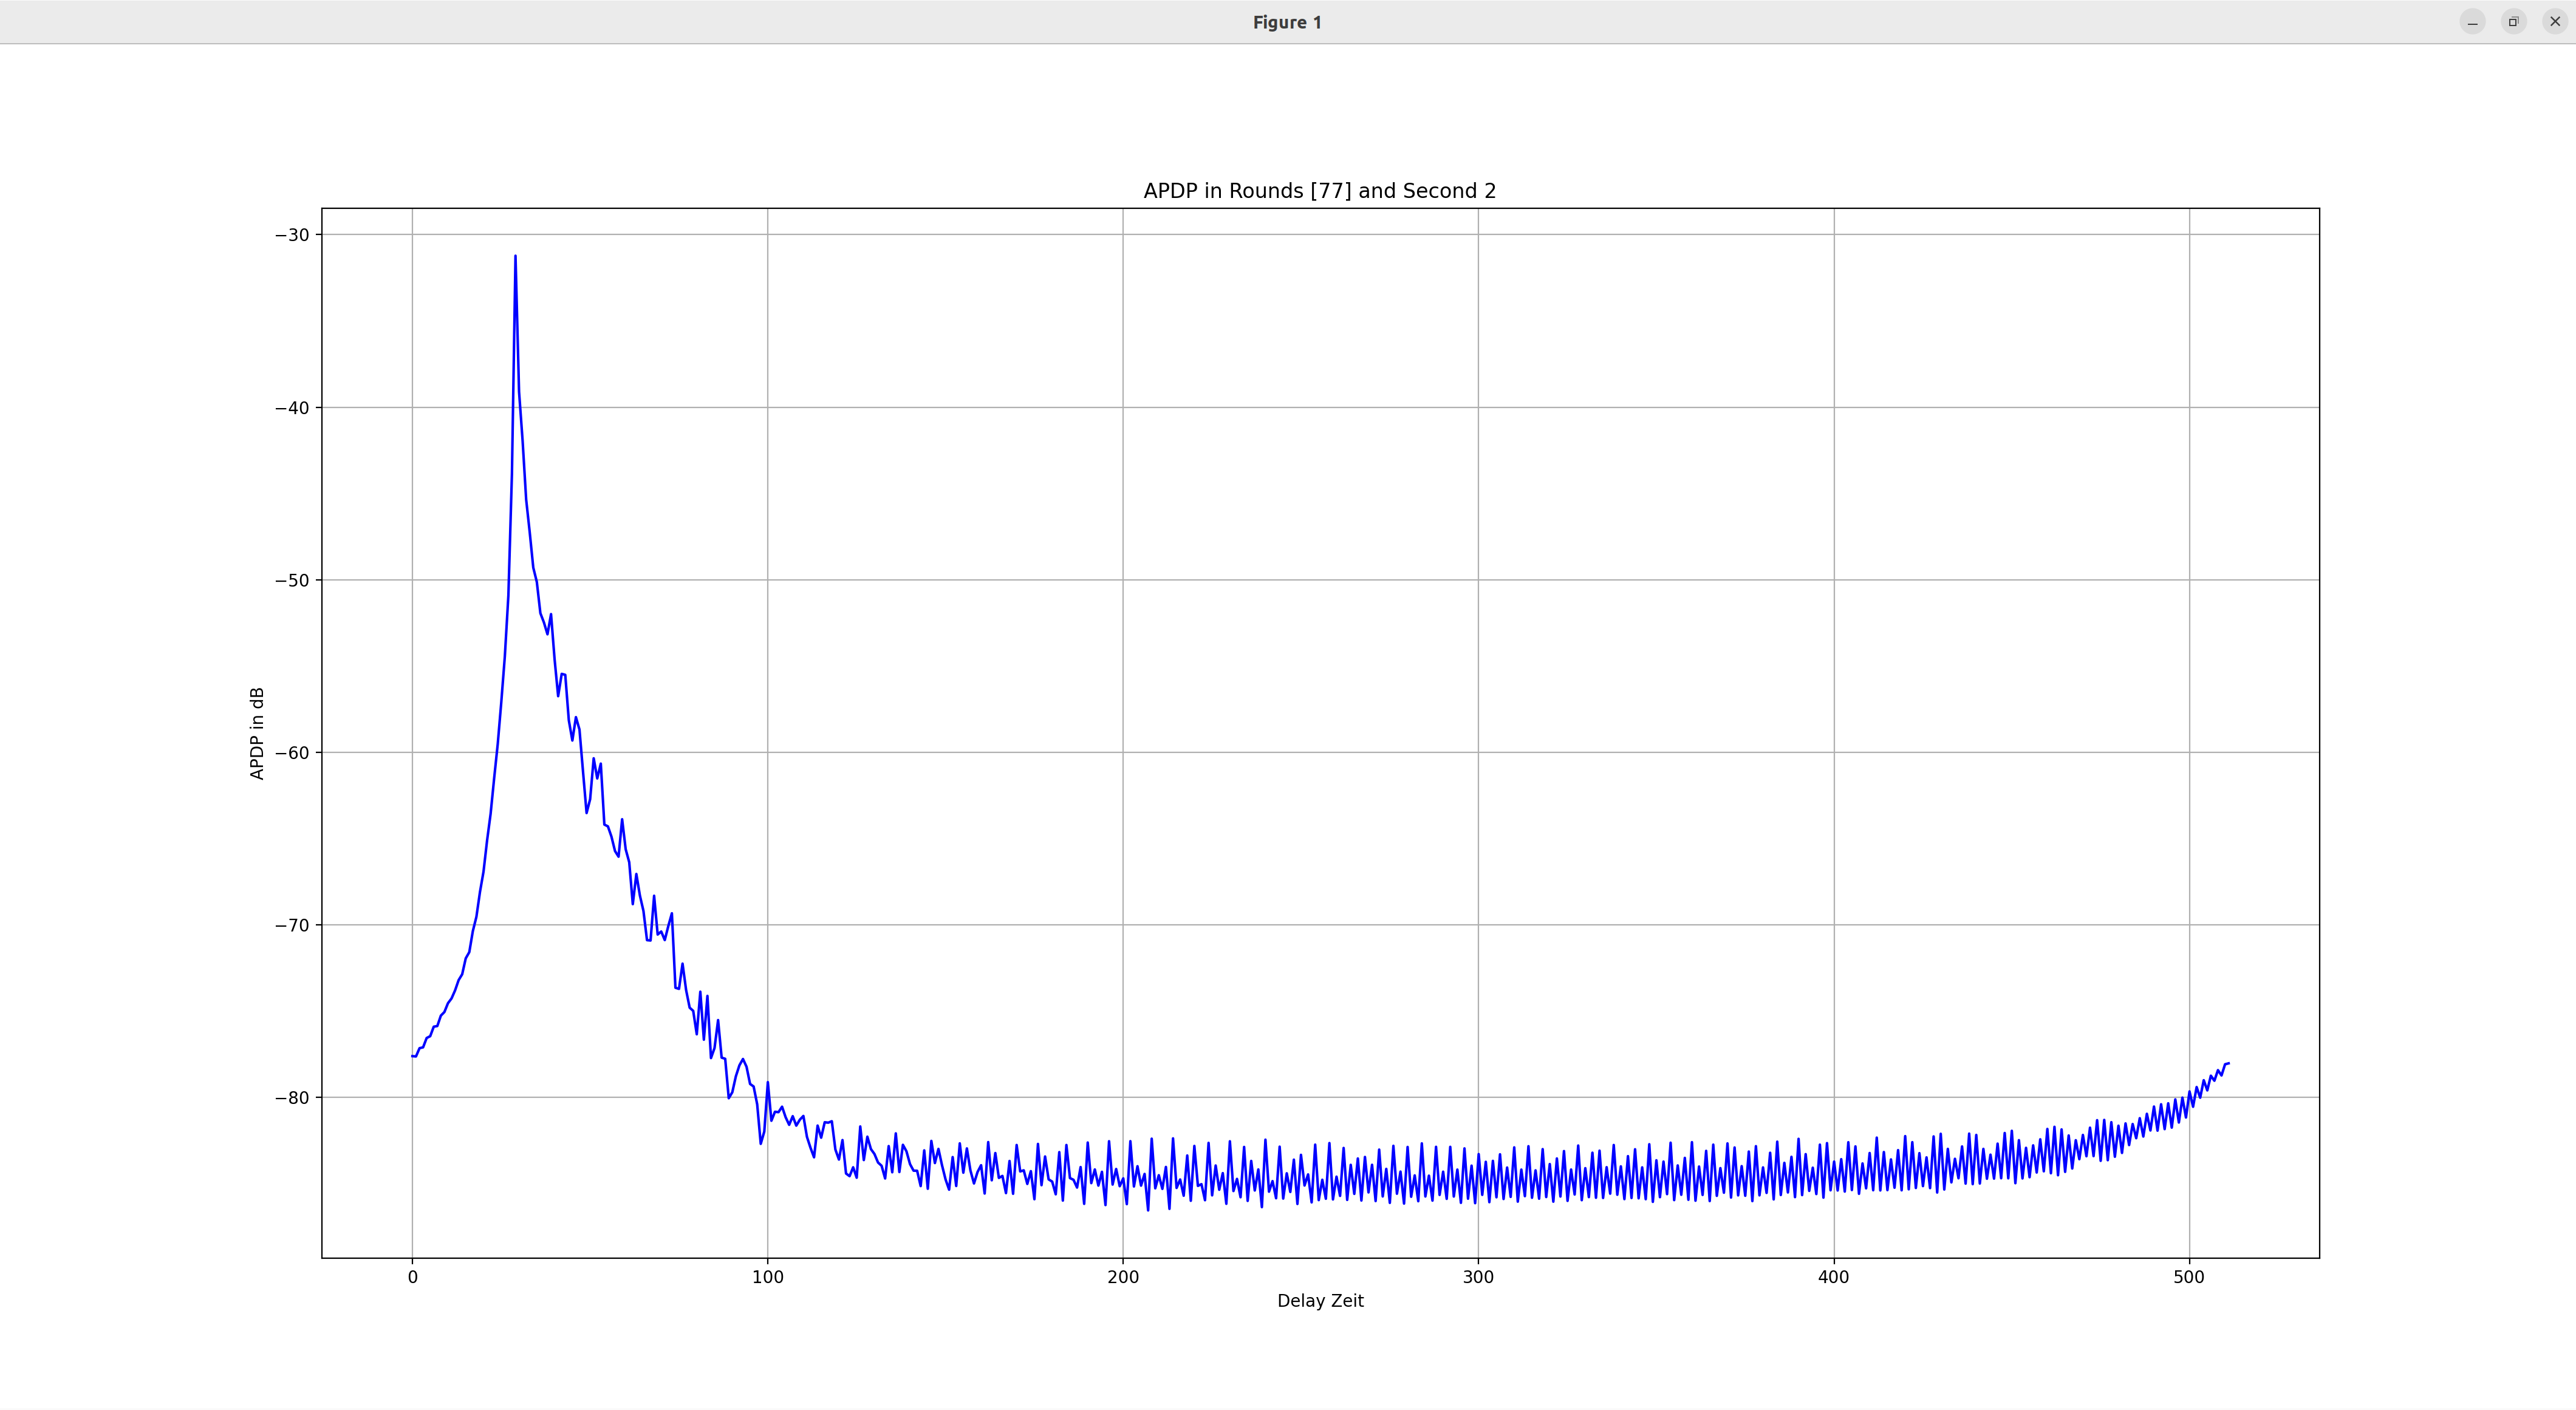 Figure 1
APDP in Rounds [77] and Second 2
−30
−40
−50
−60
−70
−80
APDP in dB
0 100 200 300 400 500
Delay Zeit